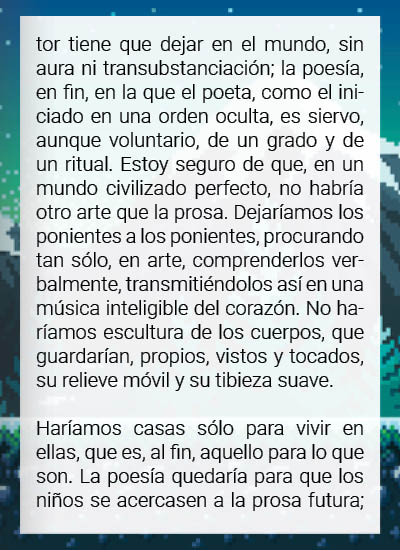 tor tiene que dejar en el mundo, sin
aura ni transubstanciación; la poesía,
en fin, en la que el poeta, como el ini-
ciado en una orden oculta, es siervo,
aunque voluntario, de un grado y de
un ritual. Estoy seguro de que, en un
mundo civilizado perfecto, no habría
otro arte que la prosa. Dejaríamos los
ponientes a los ponientes, procurando
tan sólo, en arte, comprenderlos ver-
balmente, transmitiéndolos así en una
música inteligible del corazón. No ha-
ríamos escultura de los cuerpos, que
guardarían, propios, vistos y tocados,
su relieve móvil y su tibieza suave.
Haríamos casas sólo para vivir en
ellas, que es, al fin, aquello para lo que
son. La poesía quedaría para que los
niños se acercasen a la prosa futura;